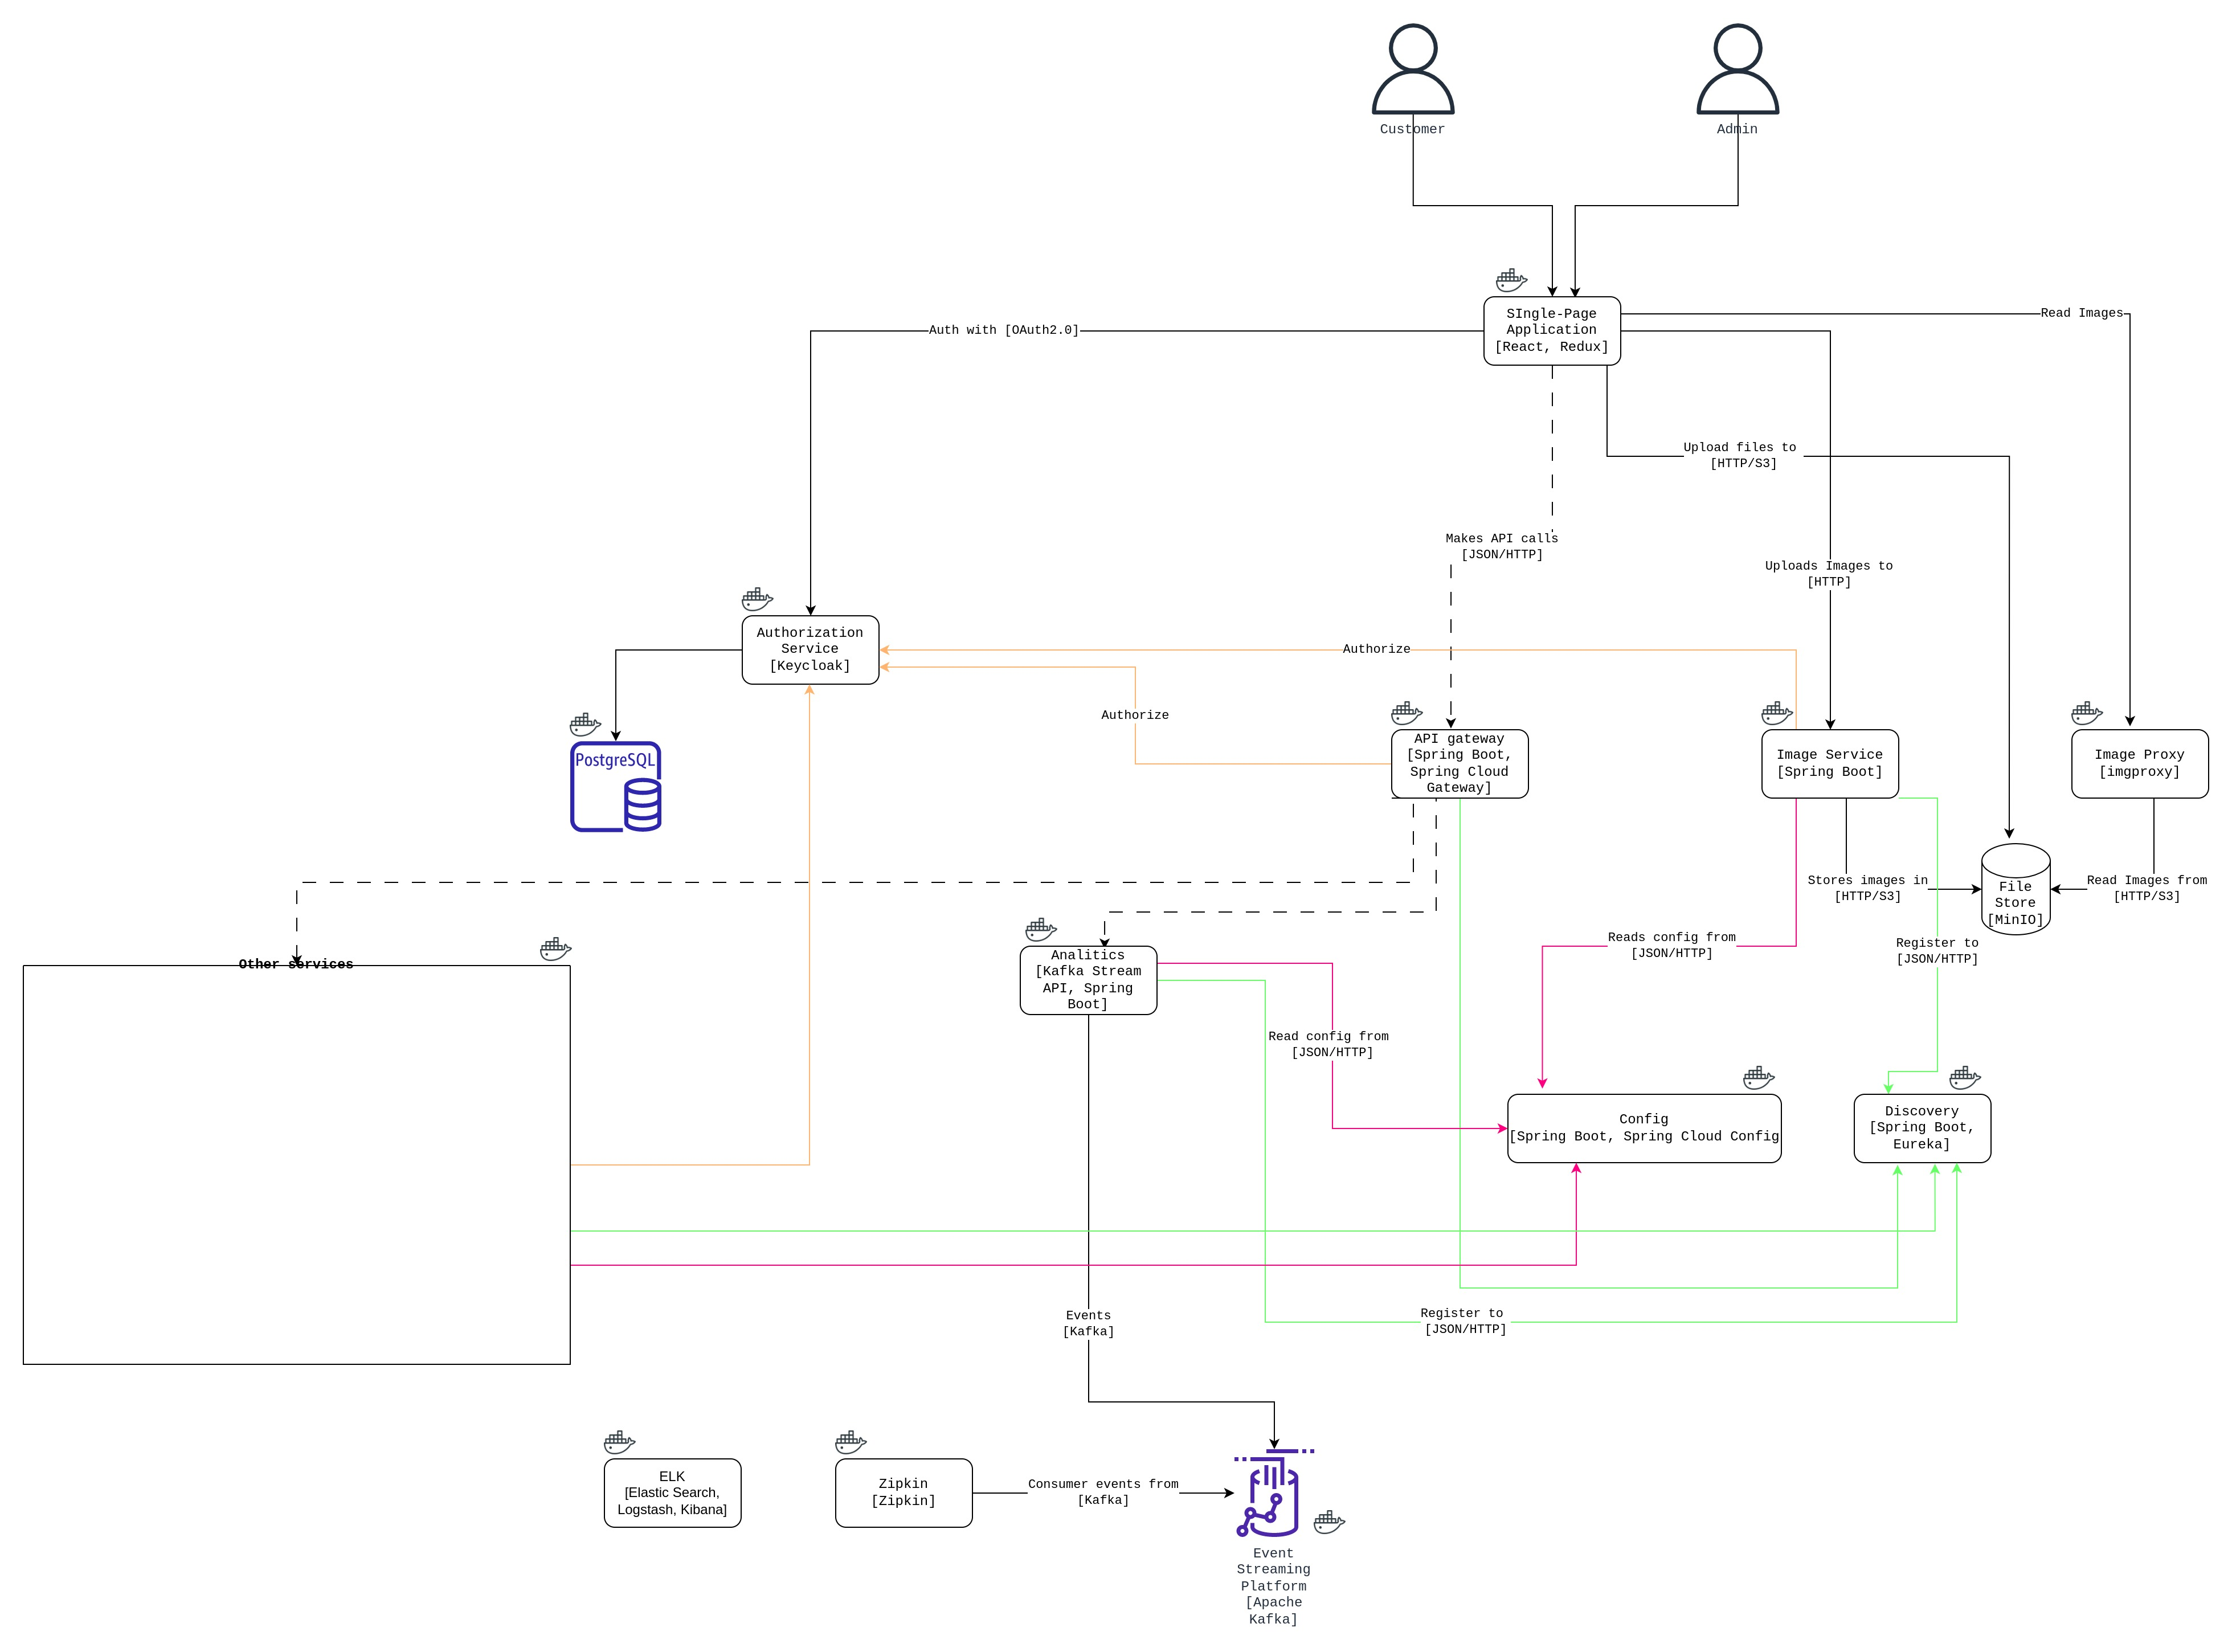 Customer
Admin
SIngle-Page
Application
[React, Redux]
Read Images
Auth with [OAuth2.0]
Upload files to
[HTTP/S3]
Makes API calls
[JSON/HTTP]
Uploads Images to
[HTTP]
Authorization
Service
[Keycloak]
Authorize
Authorize
PostgreSQL
API gateway
[Spring Boot,
Spring Cloud
Gateway]
Image Service
[Spring Boot]
Image Proxy
[imgproxy]
Stores images in
[HTTP/S3]
File
Store
[MinIO]
Read Images from
[HTTP/S3]
Other services
Analitics
[Kafka Stream
API, Spring
Boot]
Reads config from
[JSON/HTTP]
Register to
[JSON/HTTP]
Read config from
[JSON/HTTP]
Config
[Spring Boot, Spring Cloud Config
Discovery
[Spring Boot,
Eureka]
Events
[Kafka]
Register to
[JSON/HTTP]
ELK
[Elastic Search,
Logstash, Kibana]
Zipkin
[Zipkin]
Consumer events from
[Kafka]
Event
Streaming
Platform
[Apache
Kafka]